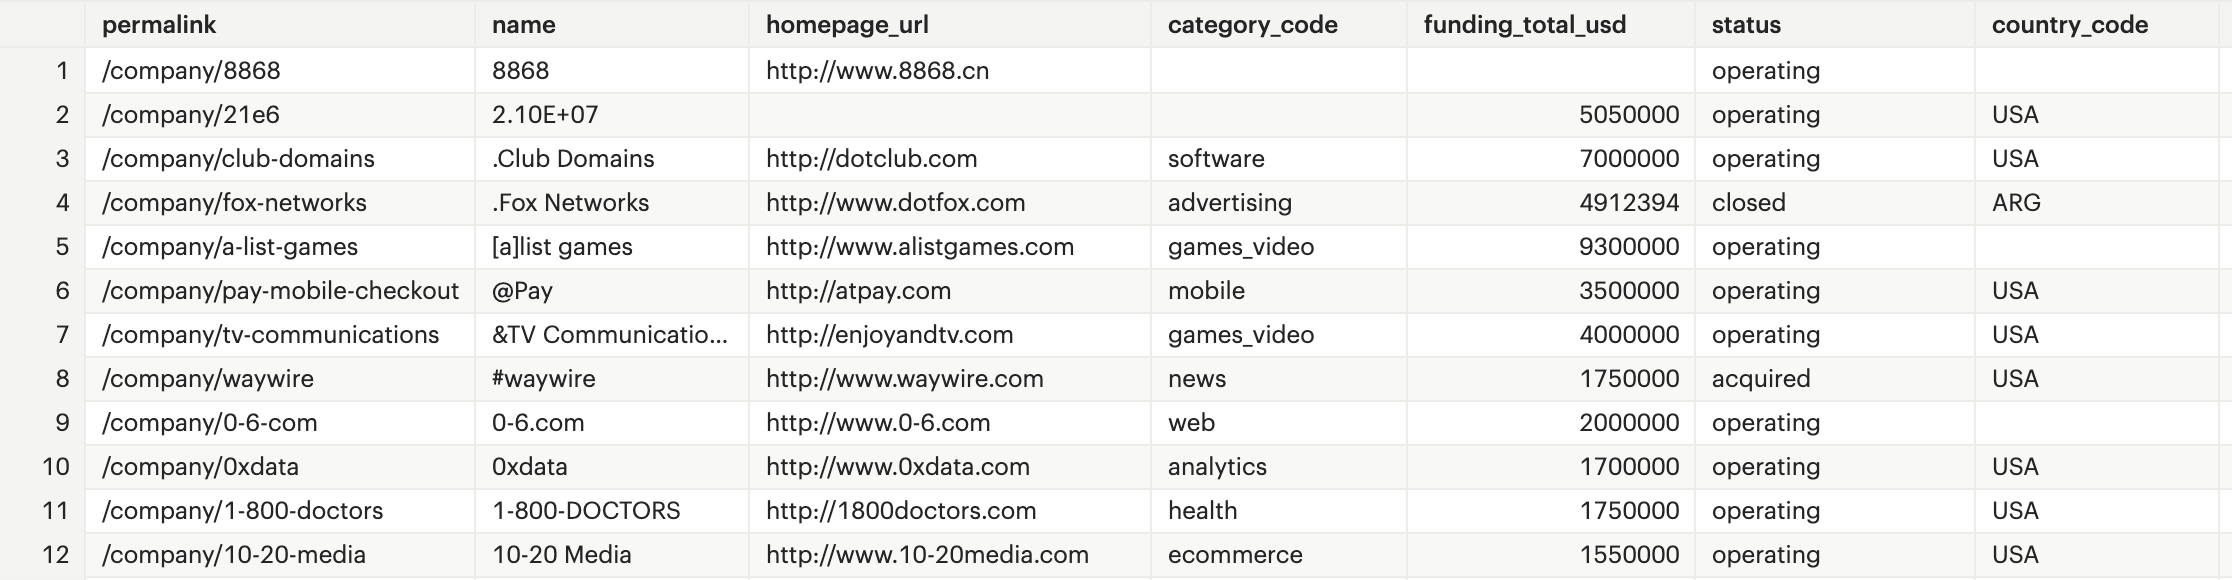 permalink name homepage_url category_code funding_total_usd status country_code
1 /company/8868 8868 http://www.8868.cn operating
2 /company/21e6 2.10E+07 5050000 operating USA
3 /company/club-domains .Club Domains http://dotclub.com software 7000000 operating USA
4 /company/fox-networks .Fox Networks http://www.dotfox.com advertising 4912394 closed ARG
5 /company/a-list-games [a]list games http://www.alistgames.com games_video 9300000 operating
6 /company/pay-mobile-checkout @Pay http://atpay.com mobile 3500000 operating USA
7 /company/tv-communications &TV Communicatio... http://enjoyandtv.com games_video 4000000 operating USA
8 /company/waywire #waywire http://www.waywire.com news 1750000 acquired USA
9 /company/0-6-com 0-6.com http://www.0-6.com web 2000000 operating
10 /company/0xdata 0xdata http://www.0xdata.com analytics 1700000 operating USA
11 /company/1-800-doctors 1-800-DOCTORS http://1800doctors.com health 1750000 operating USA
12 /company/10-20-media 10-20 Media http://www.10-20media.com ecommerce 1550000 operating USA